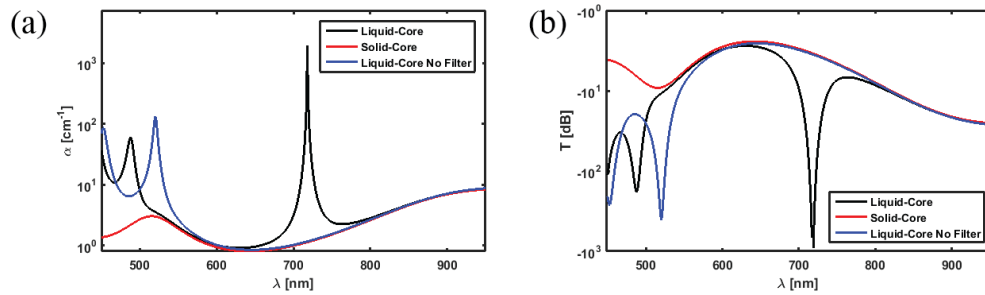 (a)
α [cm⁻¹]
10³
10²
10¹
10⁰
500 600 700 800 900
λ [nm]
Liquid-Core
Solid-Core
Liquid-Core No Filter
(b)
T [dB]
-10⁰
-10¹
-10²
-10³
500 600 700 800 900
λ [nm]
Liquid-Core
Solid-Core
Liquid-Core No Filter